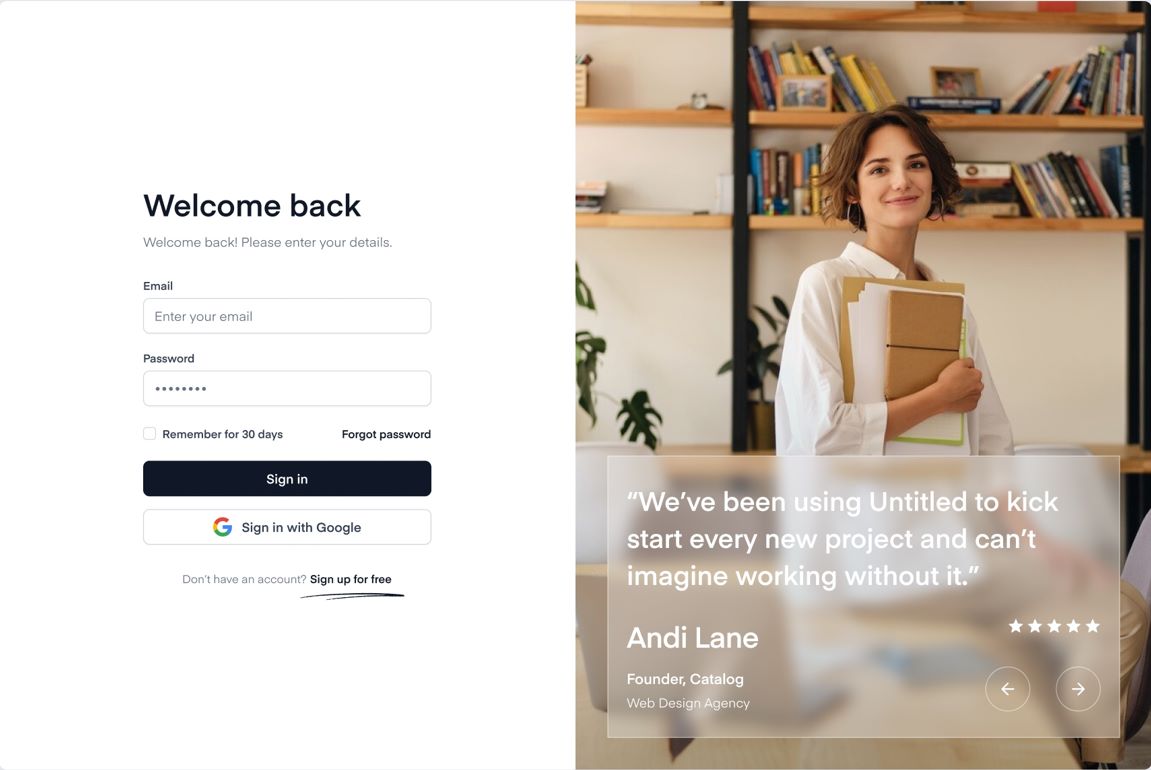 Welcome back
Welcome back! Please enter your details.
Email
Enter your email
Password
Remember for 30 days
Forgot password
Sign in
Sign in with Google
Don’t have an account? Sign up for free
“We’ve been using Untitled to kick
start every new project and can’t
imagine working without it.”
Andi Lane
Founder, Catalog
Web Design Agency